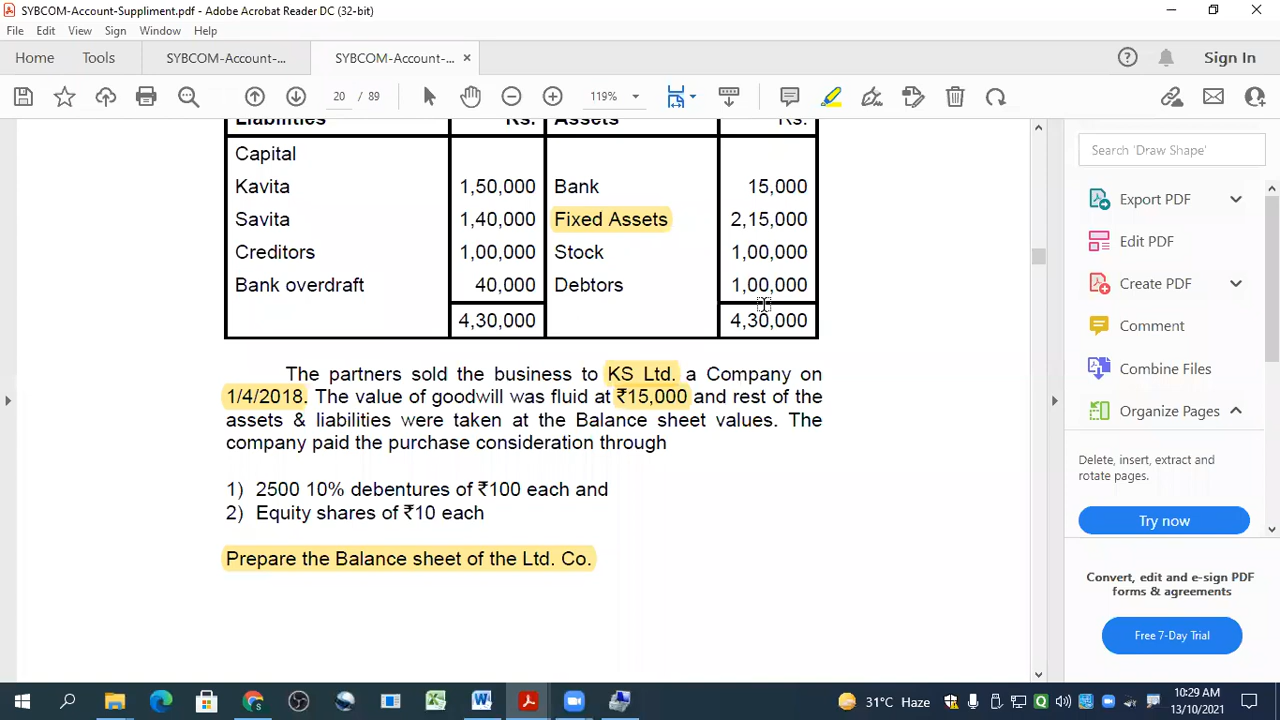 SYBCOM-Account-Suppliment.pdf - Adobe Acrobat Reader DC (32-bit)
File Edit View Sign Window Help
Home Tools SYBCOM-Account-... SYBCOM-Account-... × Sign In
20 / 89 119%
Liabilities Rs. Assets Rs.
Capital
Kavita 1,50,000 Bank 15,000
Savita 1,40,000 Fixed Assets 2,15,000
Creditors 1,00,000 Stock 1,00,000
Bank overdraft 40,000 Debtors 1,00,000
4,30,000 4,30,000
The partners sold the business to KS Ltd. a Company on
1/4/2018. The value of goodwill was fluid at ₹15,000 and rest of the
assets & liabilities were taken at the Balance sheet values. The
company paid the purchase consideration through
1) 2500 10% debentures of ₹100 each and
2) Equity shares of ₹10 each
Prepare the Balance sheet of the Ltd. Co.
Search 'Draw Shape'
Export PDF
Edit PDF
Create PDF
Comment
Combine Files
Organize Pages
Delete, insert, extract and
rotate pages.
Try now
Convert, edit and e-sign PDF
forms & agreements
Free 7-Day Trial
31°C Haze
10:29 AM
13/10/2021